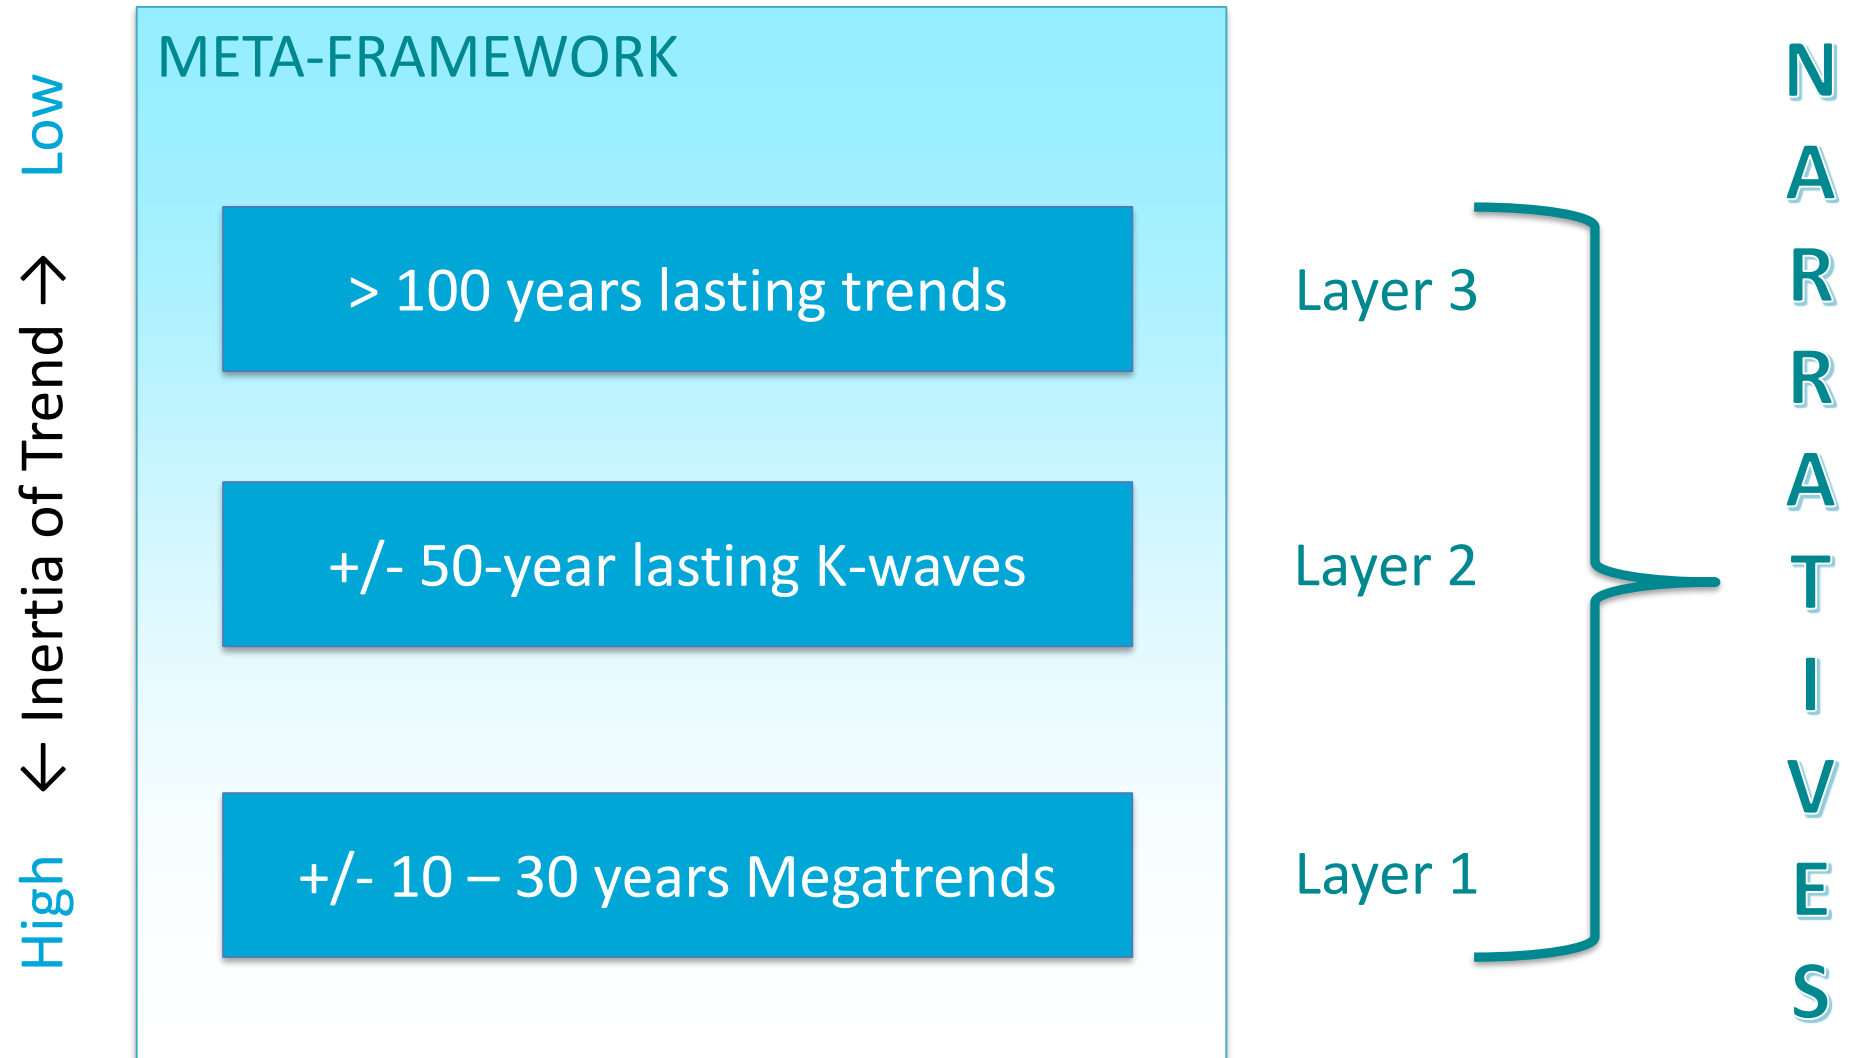 META-FRAMEWORK
Low ← Inertia of Trend → High
> 100 years lasting trends
Layer 3
+/- 50-year lasting K-waves
Layer 2
+/- 10 – 30 years Megatrends
Layer 1
NARRATIVES